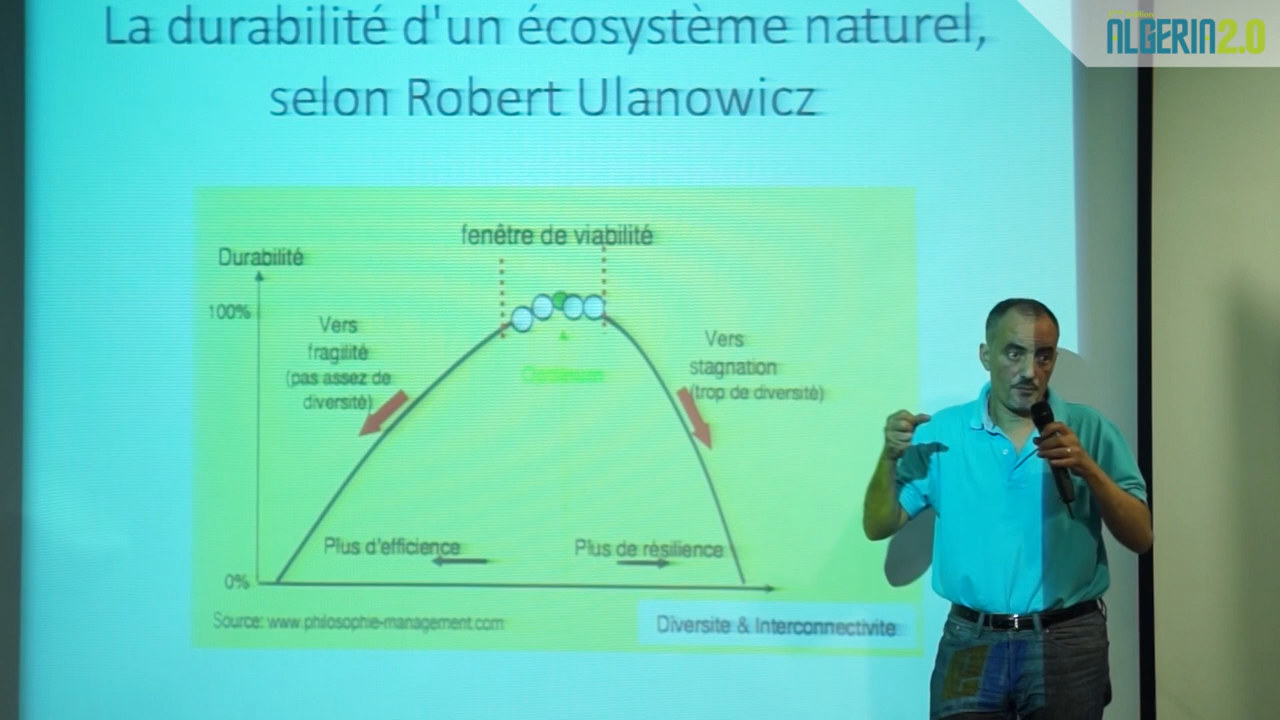 La durabilité d'un écosystème naturel,
selon Robert Ulanowicz
ALGERIA2.0
fenêtre de viabilité
Durabilité
100%
Vers
fragilité
(pas assez de
diversité)
Vers
stagnation
(trop de diversité)
Plus d'efficience
Plus de résilience
0%
Source: www.philosophie-management.com
Diversite & Interconnectivite